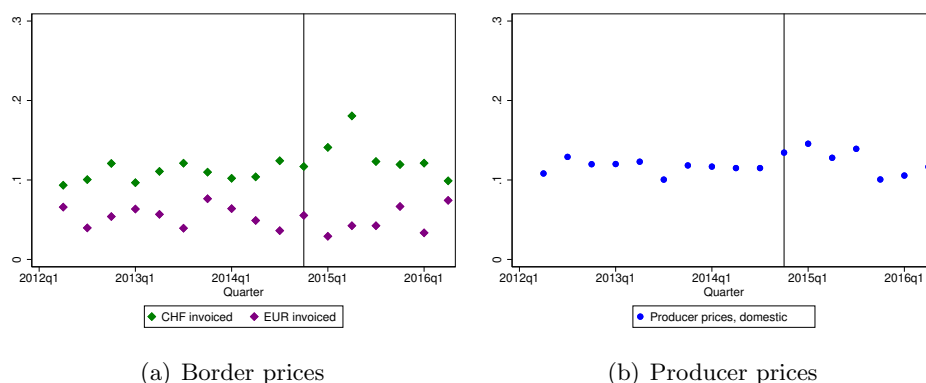 .3
.2
.1
0
2012q1 2013q1 2014q1 2015q1 2016q1
Quarter
CHF invoiced EUR invoiced
(a) Border prices
.3
.2
.1
0
2012q1 2013q1 2014q1 2015q1 2016q1
Quarter
Producer prices, domestic
(b) Producer prices